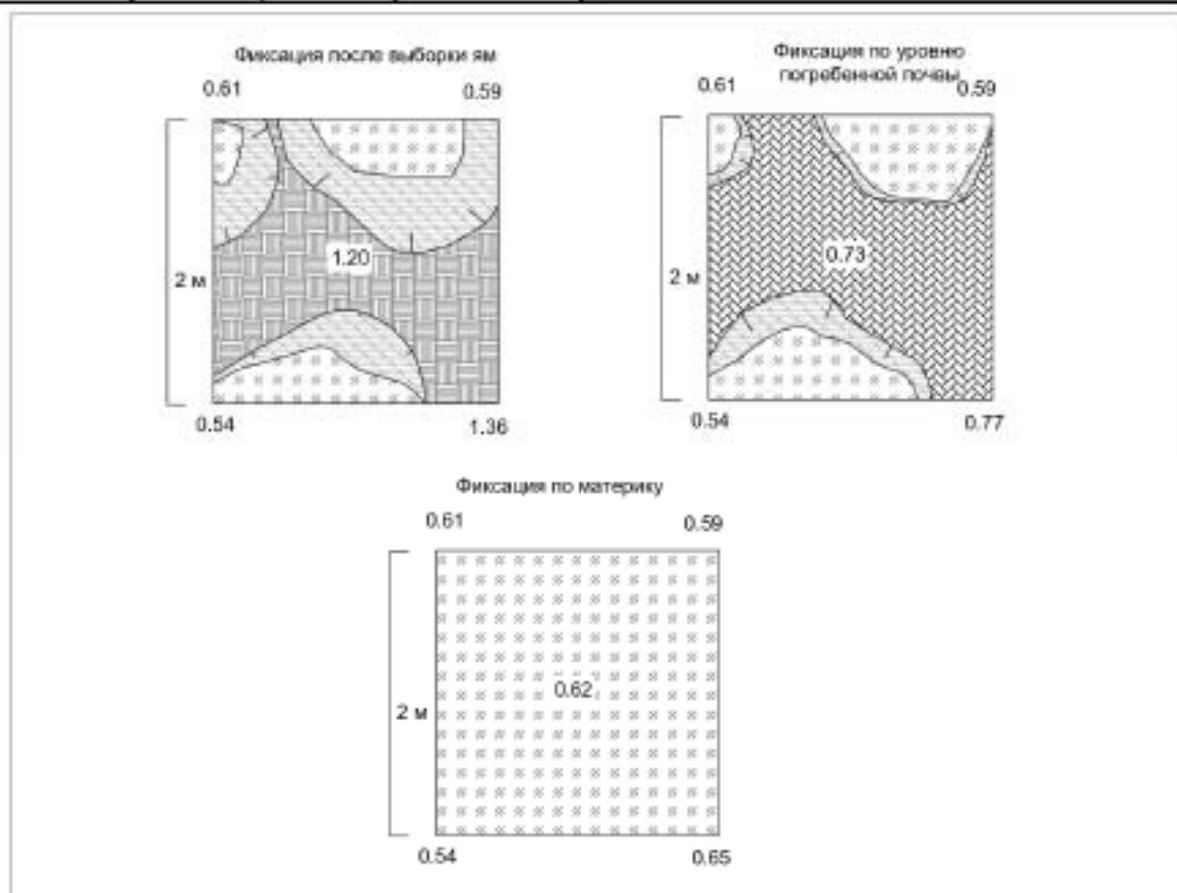 Фиксация после выборки ям
0.61 0.59
2 м
1.20
0.54 1.36
Фиксация по уровню
погребенной почвы
0.61 0.59
2 м
0.73
0.54 0.77
Фиксация по материку
0.61 0.59
2 м
0.62
0.54 0.65